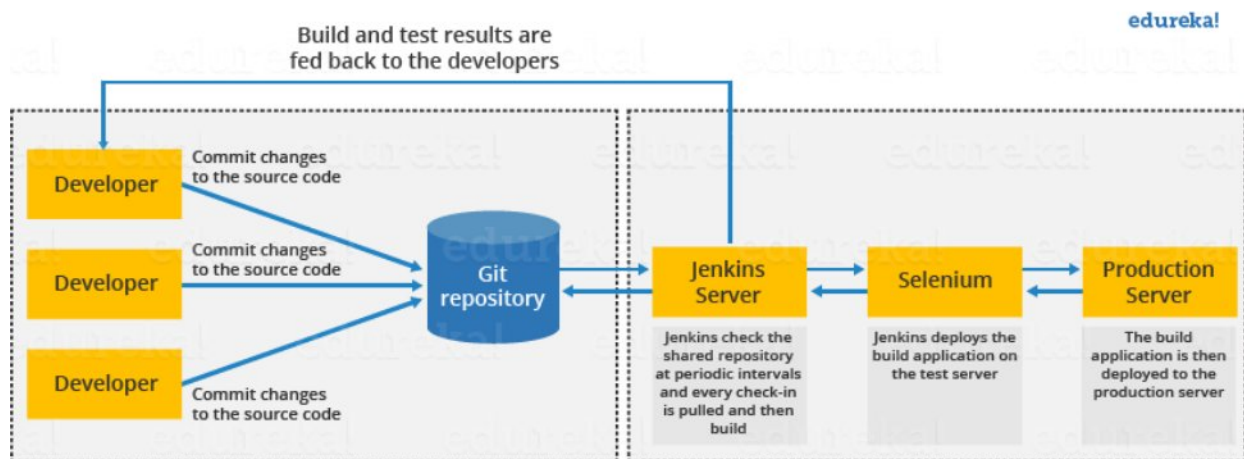 edureka!
Build and test results are
fed back to the developers
Developer
Commit changes
to the source code
Developer
Commit changes
to the source code
Developer
Commit changes
to the source code
Git
repository
Jenkins
Server
Jenkins check the
shared repository
at periodic intervals
and every check-in
is pulled and then
build
Selenium
Jenkins deploys the
build application on
the test server
Production
Server
The build
application is then
deployed to the
production server